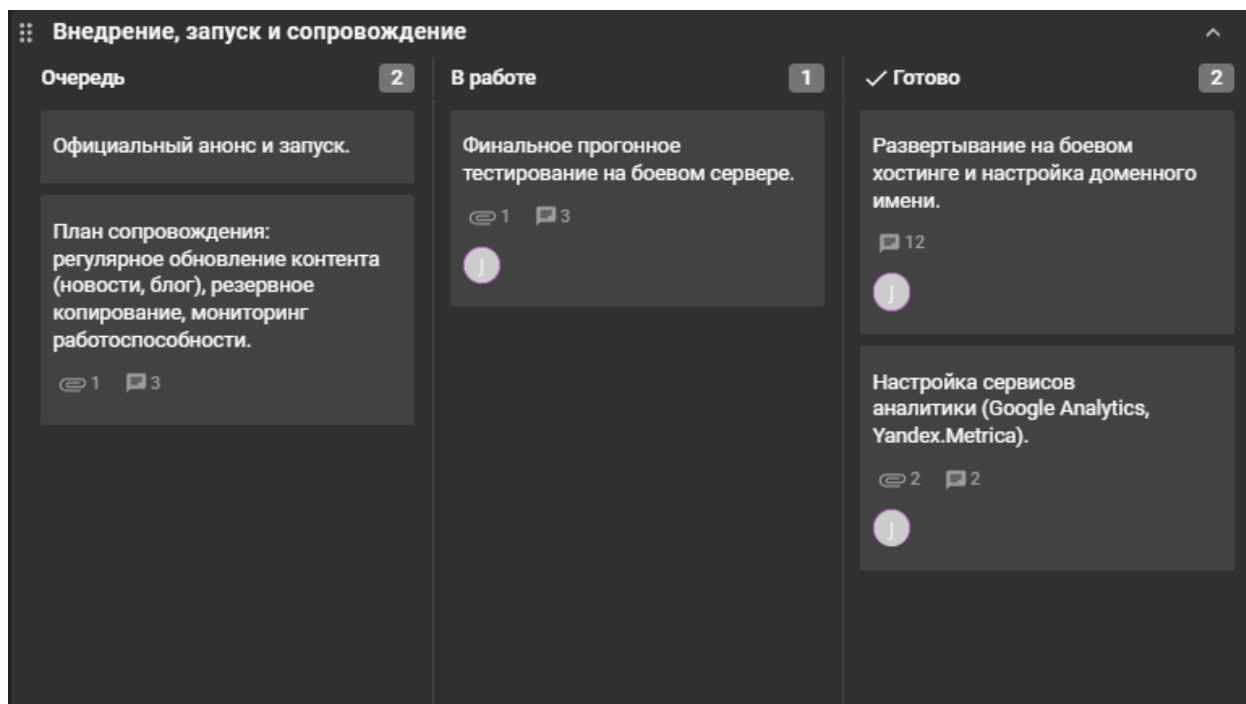 Внедрение, запуск и сопровождение
Очередь 2
Официальный анонс и запуск.
План сопровождения:
регулярное обновление контента
(новости, блог), резервное
копирование, мониторинг
работоспособности.
1 3
В работе 1
Финальное прогонное
тестирование на боевом сервере.
1 3
J
Готово 2
Развертывание на боевом
хостинге и настройка доменного
имени.
12
J
Настройка сервисов
аналитики (Google Analytics,
Yandex.Metrica).
2 2
J